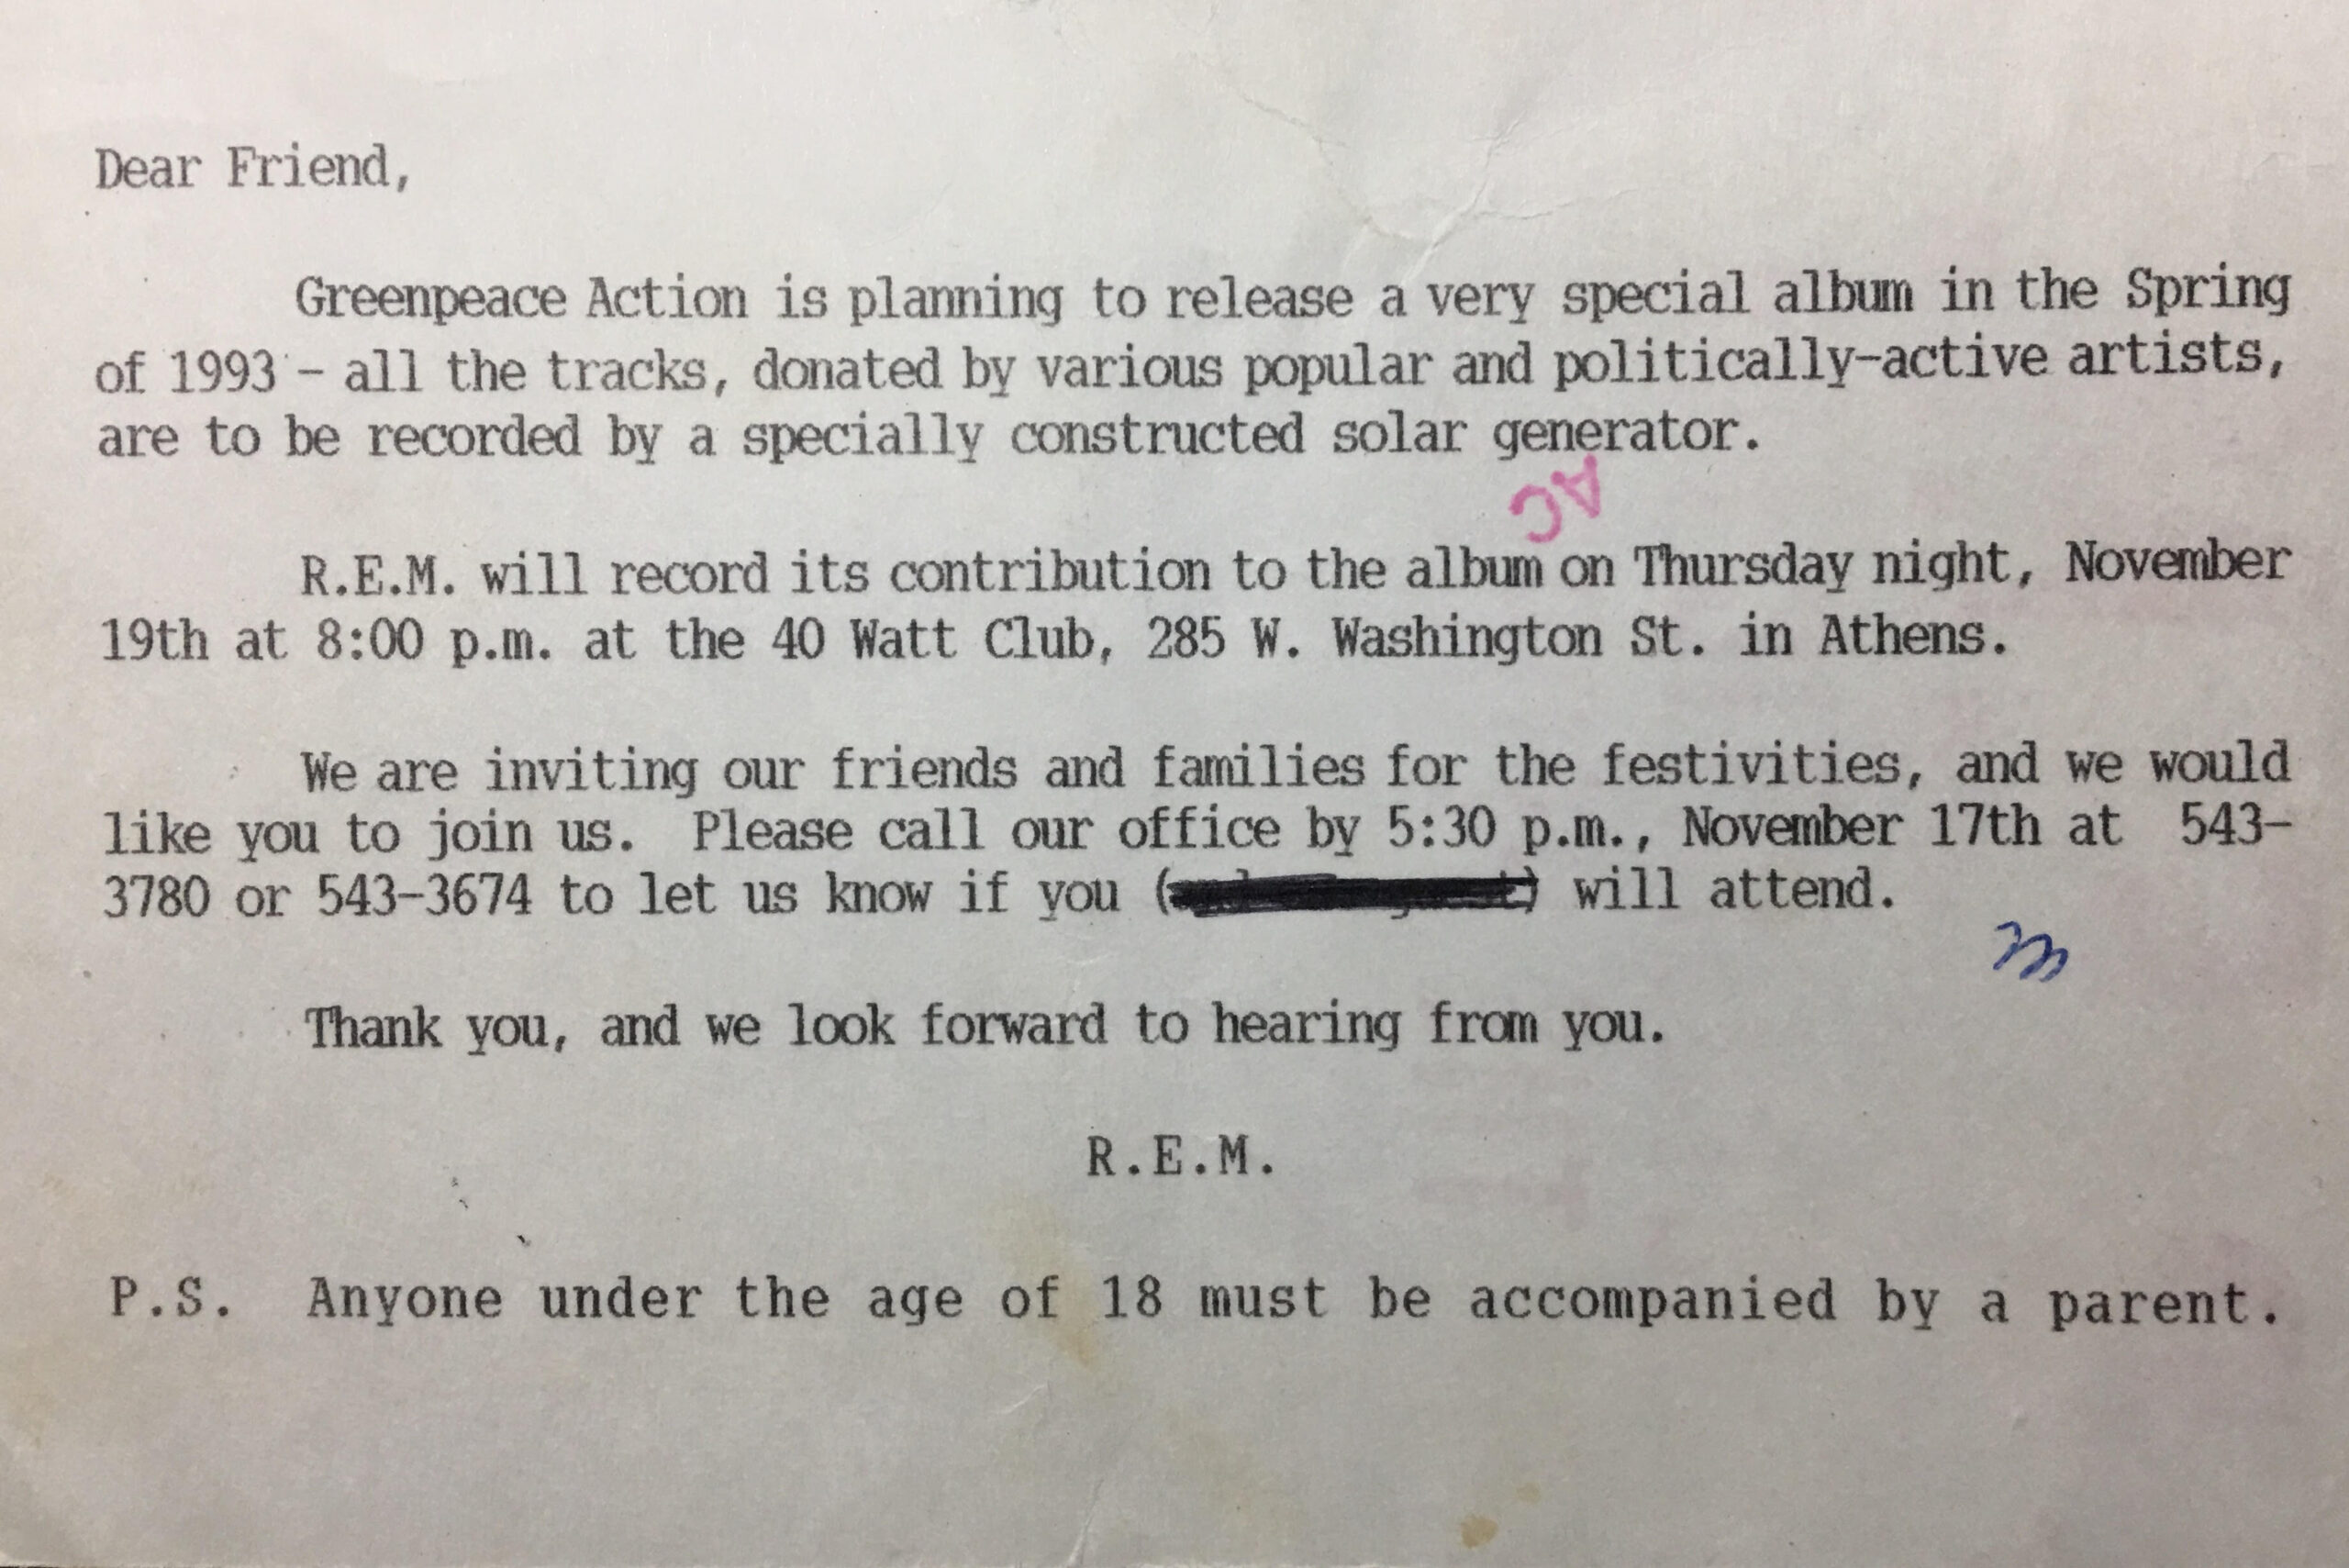 Dear Friend,
Greenpeace Action is planning to release a very special album in the Spring
of 1993 - all the tracks, donated by various popular and politically-active artists,
are to be recorded by a specially constructed solar generator.
AC
R.E.M. will record its contribution to the album on Thursday night, November
19th at 8:00 p.m. at the 40 Watt Club, 285 W. Washington St. in Athens.
We are inviting our friends and families for the festivities, and we would
like you to join us. Please call our office by 5:30 p.m., November 17th at 543-
3780 or 543-3674 to let us know if you ( ) will attend.
Thank you, and we look forward to hearing from you.
R.E.M.
P.S. Anyone under the age of 18 must be accompanied by a parent.